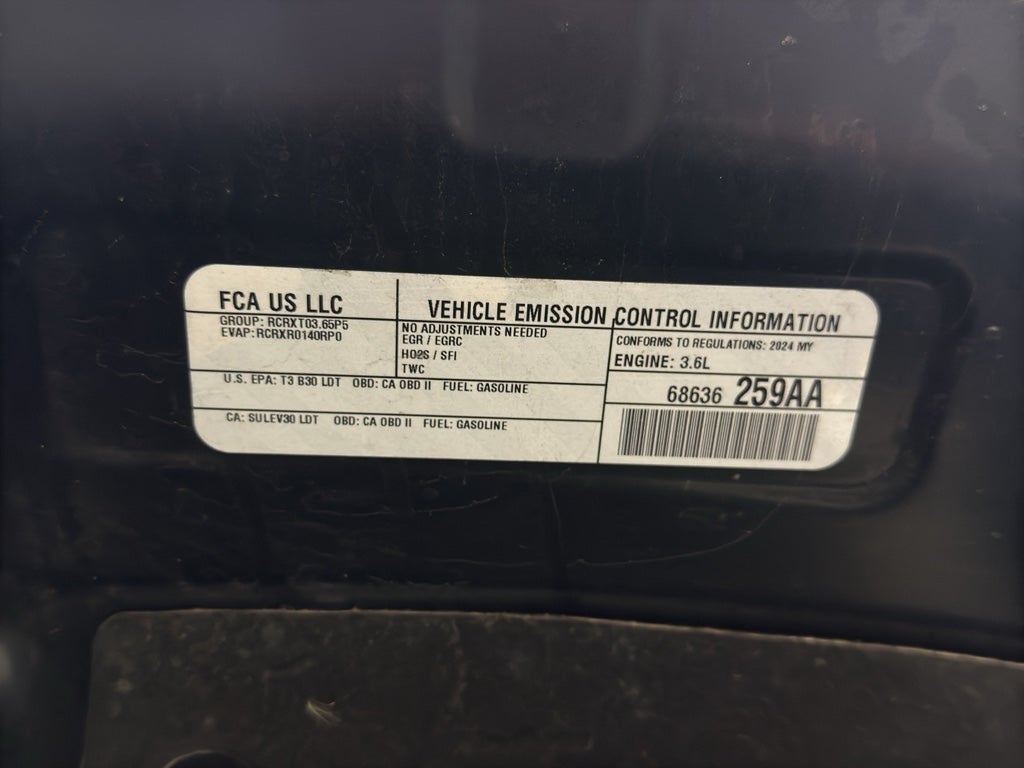 FCA US LLC
VEHICLE EMISSION CONTROL INFORMATION
GROUP: RCRXT03.65P5
EVAP:RCRXR0140RP0
NO ADJUSTMENTS NEEDED
EGR / EGRC
HO2S / SFI
TWC
CONFORMS TO REGULATIONS: 2024 MY
ENGINE: 3.6L
U.S. EPA: T3 B30 LDT OBD: CA OBD II FUEL: GASOLINE
68636 259AA
CA: SULEV30 LDT OBD: CA OBD II FUEL: GASOLINE